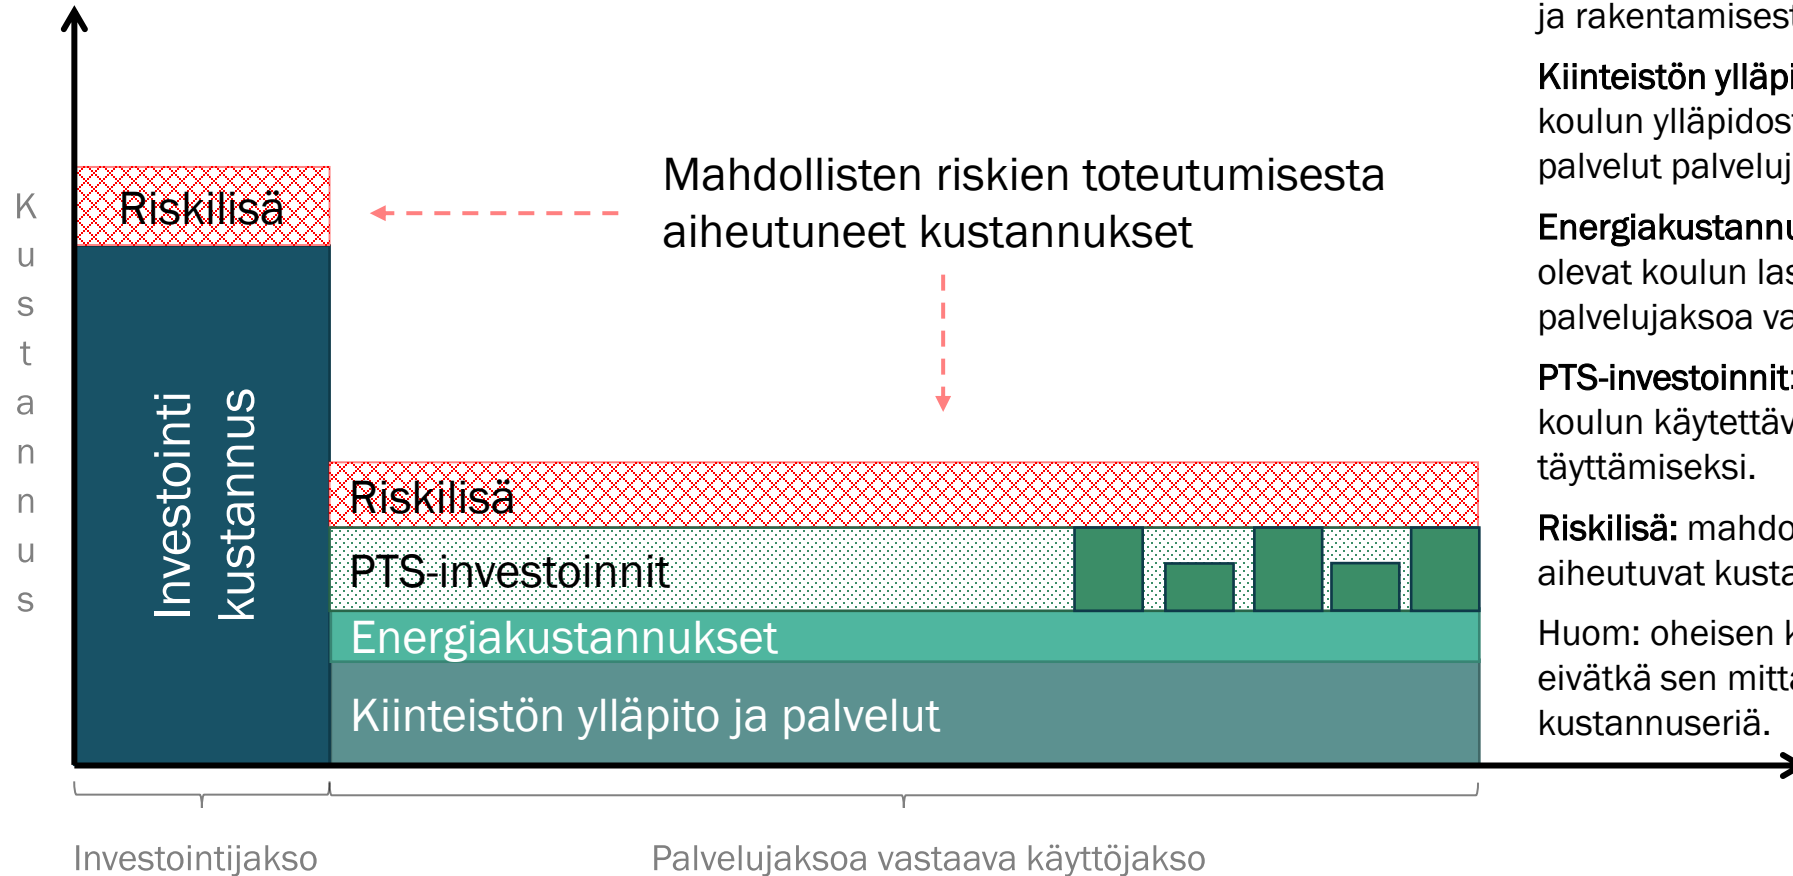 Kustannus
Riskilisä
Investointi
kustannus
Mahdollisten riskien toteutumisesta
aiheutuneet kustannukset
Riskilisä
PTS-investoinnit
Energiakustannukset
Kiinteistön ylläpito ja palvelut
Investointijakso
Palvelujaksoa vastaava käyttöjakso
ja rakentamisest
Kiinteistön ylläpi
koulun ylläpidos
palvelut palveluj
Energiakustannu
olevat koulun las
palvelujaksoa va
PTS-investoinnit:
koulun käytettäv
täyttämiseksi.
Riskilisä: mahdo
aiheutuvat kusta
Huom: oheisen k
eivätkä sen mitta
kustannuseriä.